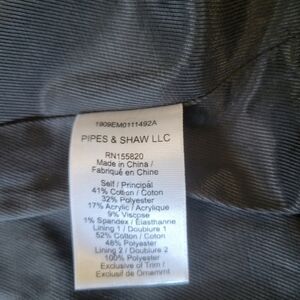 1909EM0111492A
PIPES & SHAW LLC
RN155820
Made in China /
Fabriqué en Chine
Self / Principal
41% Cotton / Coton
32% Polyester
17% Acrylic / Acrylique
9% Viscose
1% Spandex / Elasthanne
Lining 1 / Doublure 1
52% Cotton / Coton
48% Polyester
Lining 2 / Doublure 2
100% Polyester
Exclusive of Trim /
Exclusif de Ornement